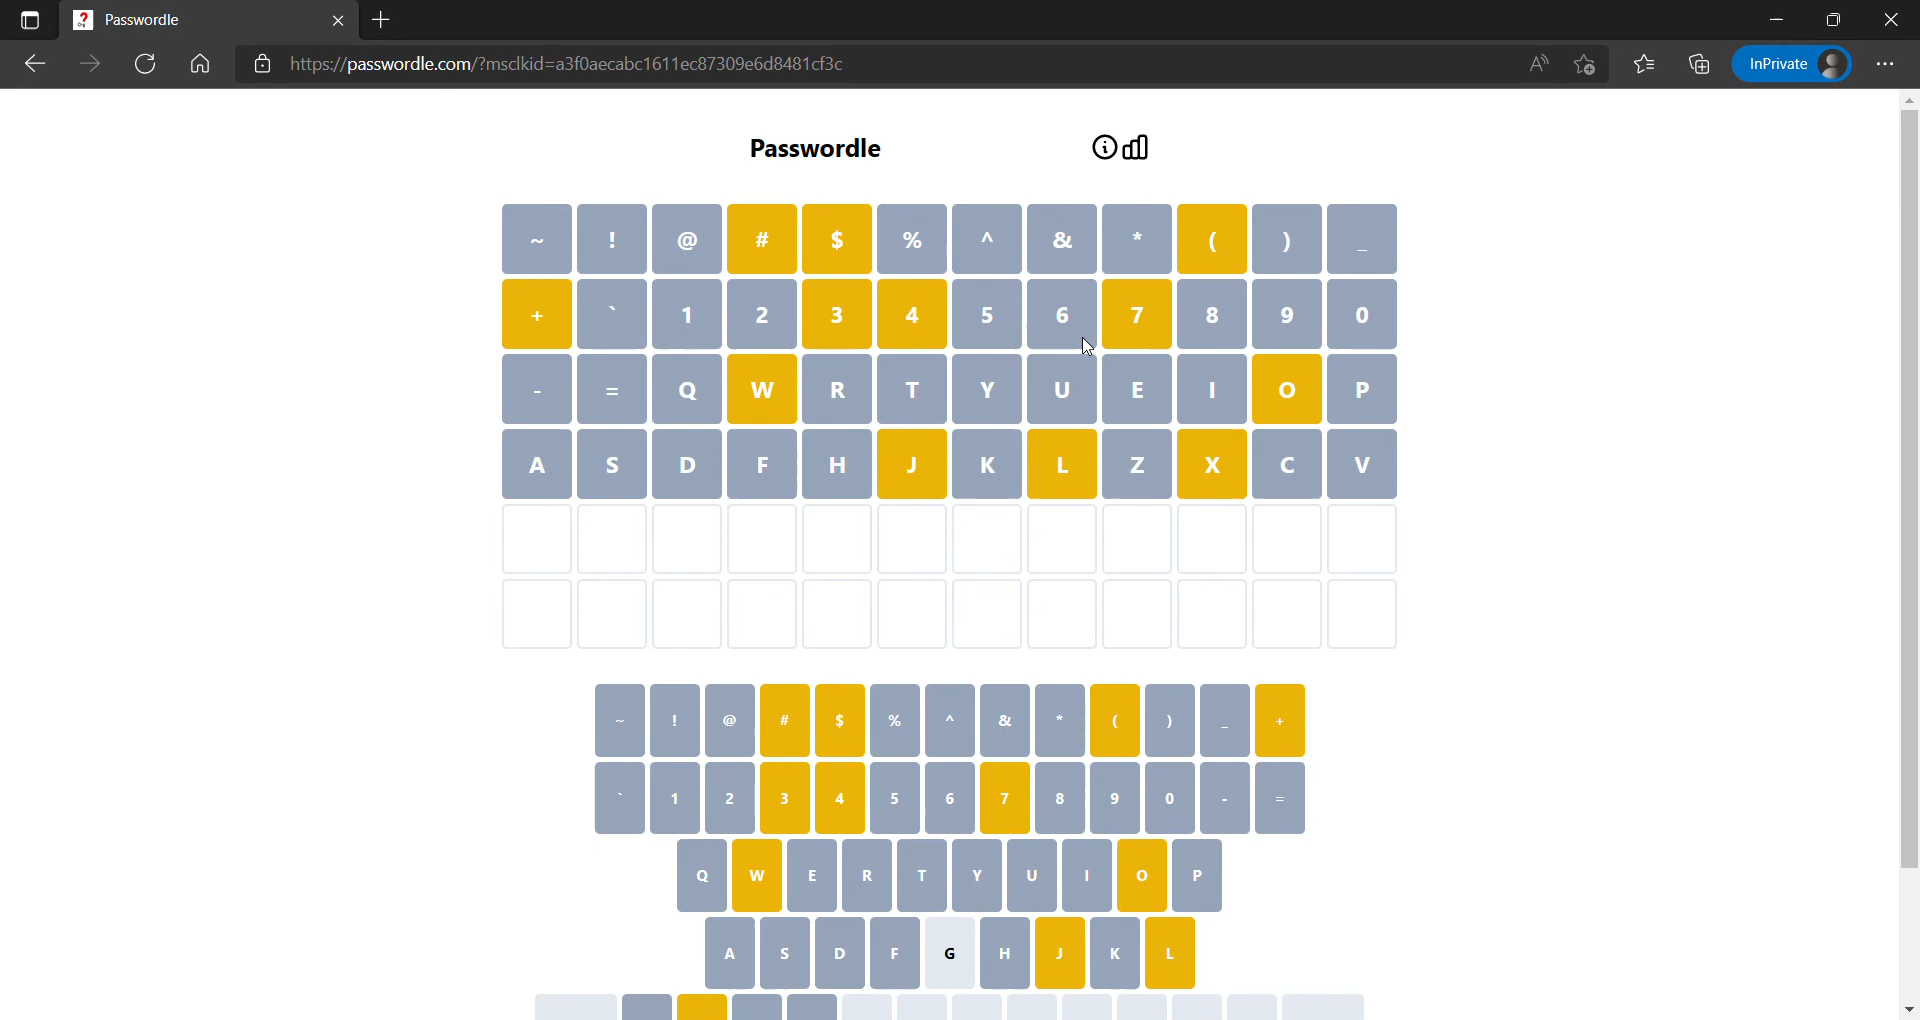 Passwordle
https://passwordle.com/?msclkid=a3f0aecabc1611ec87309e6d8481cf3c
InPrivate
Passwordle
~ ! @ # $ % ^ & * ( ) _
+ ` 1 2 3 4 5 6 7 8 9 0
- = Q W R T Y U E I O P
A S D F H J K L Z X C V
~ ! @ # $ % ^ & * ( ) _ +
` 1 2 3 4 5 6 7 8 9 0 - =
Q W E R T Y U I O P
A S D F G H J K L